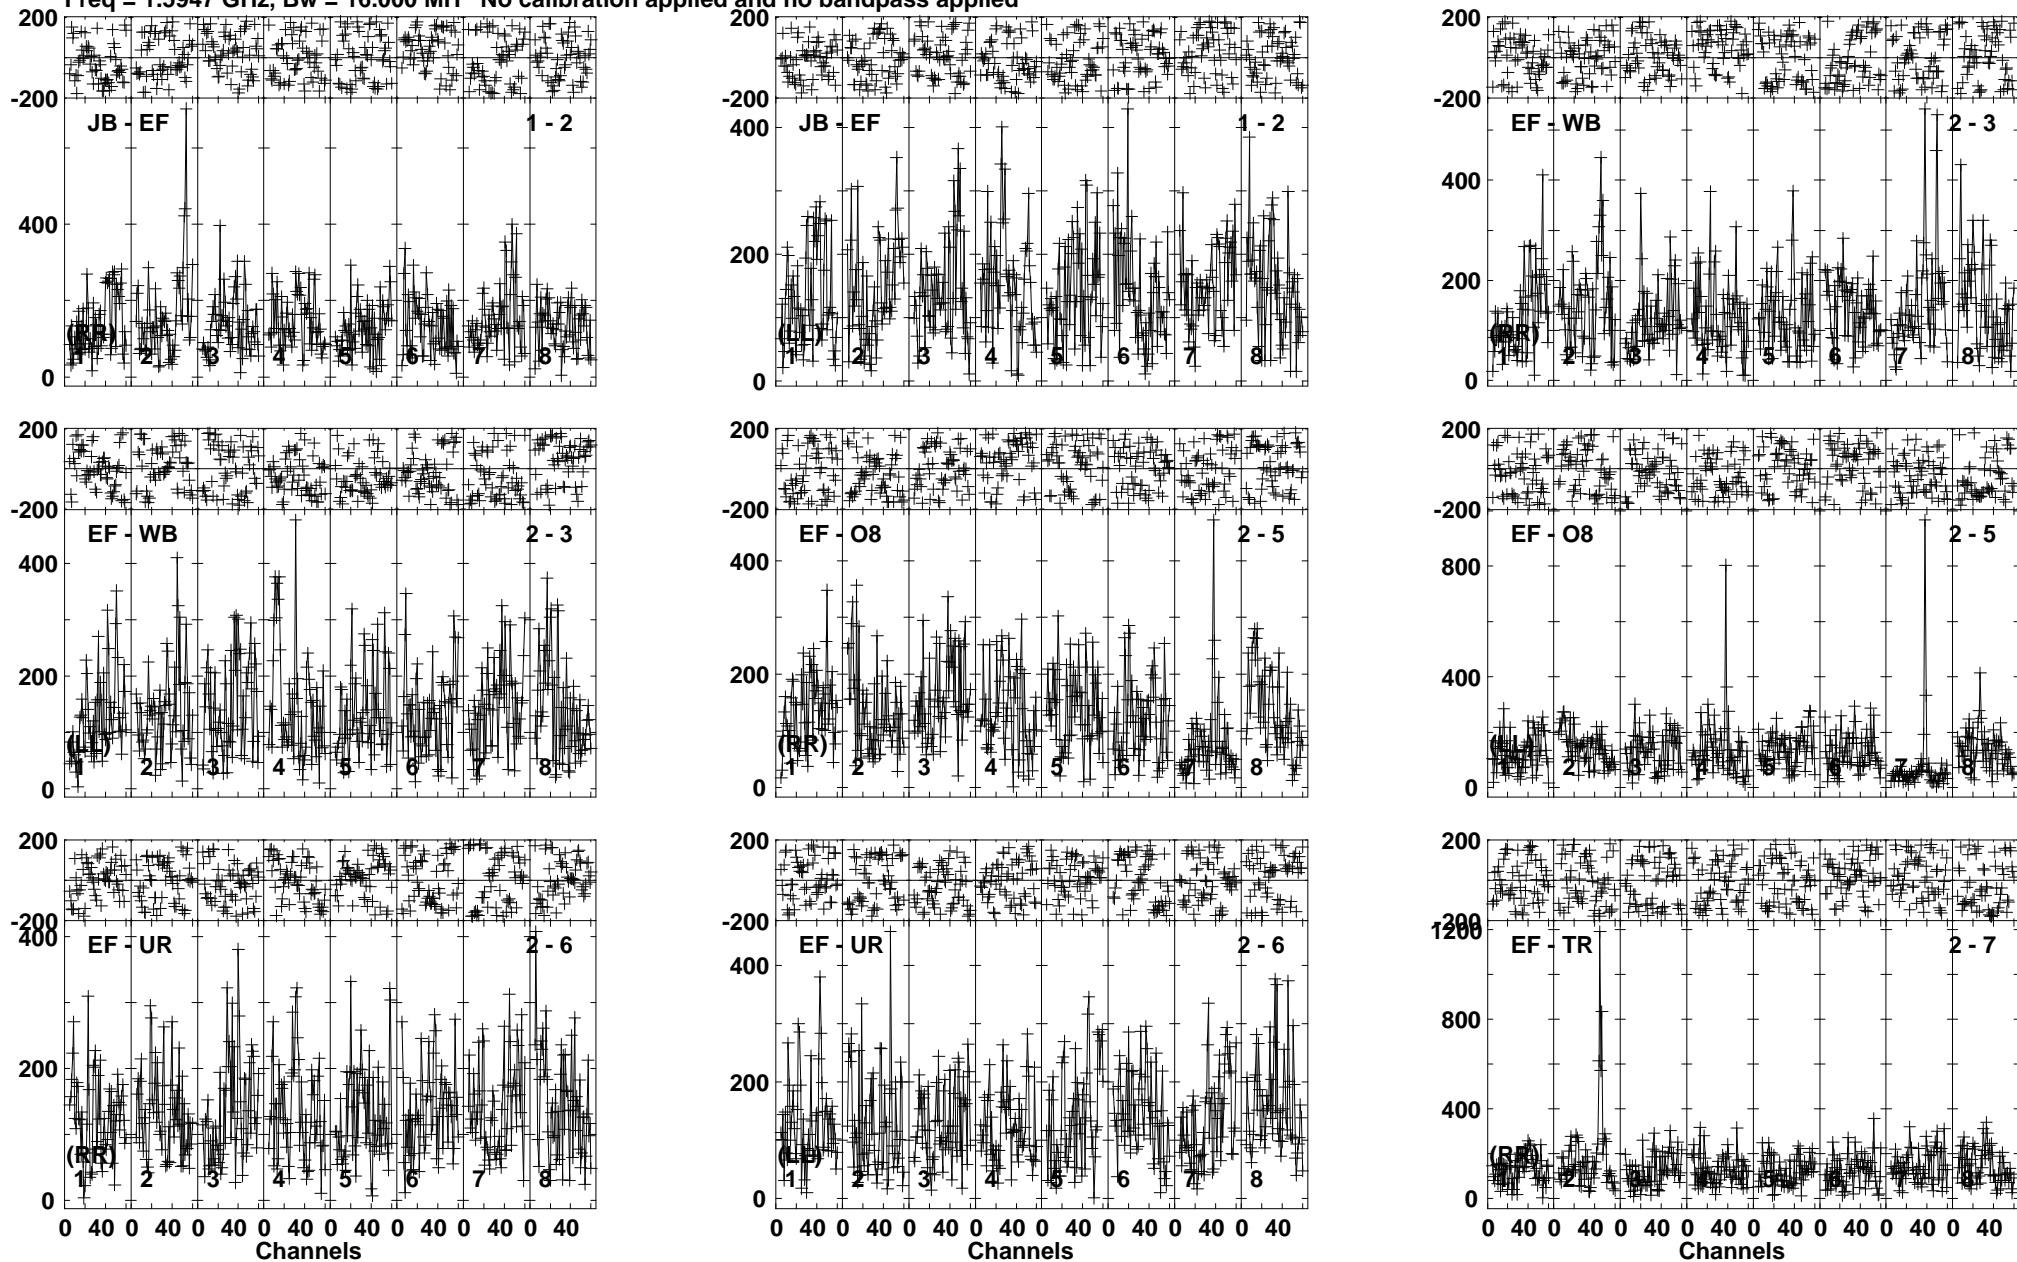 Freq = 1.5947 GHz, Bw = 16.000 MH No calibration applied and no bandpass applied
200 200 200
-200 -200 -200
JB - EF 1 - 2 JB - EF 1 - 2 EF - WB 2 - 3
400 400 400
200 200
(RR) (LL) (RR)
1 2 3 4 5 6 7 8 1 2 3 4 5 6 7 8 1 2 3 4 5 6 7 8
0 0 0
200 200 200
-200 -200 -200
EF - WB 2 - 3 EF - O8 2 - 5 EF - O8 2 - 5
400 400 800
200 200 400
(LL) (RR) (LL)
1 2 3 4 5 6 7 8 1 2 3 4 5 6 7 8 1 2 3 4 5 6 7 8
0 0 0
200 200 200
-200 -200 -200
400 1200
EF - UR 2 - 6 EF - UR 2 - 6 EF - TR 2 - 7
400 800
200 200 400
(RR) (LL) (RR)
1 2 3 4 5 6 7 8 1 2 3 4 5 6 7 8 1 2 3 4 5 6 7 8
0 0 0
0 40 0 40 0 40 0 40 0 40 0 40 0 40 0 40 0 40 0 40 0 40 0 40 0 40 0 40 0 40 0 40 0 40 0 40 0 40 0 40 0 40 0 40 0 40 0 40
Channels Channels Channels